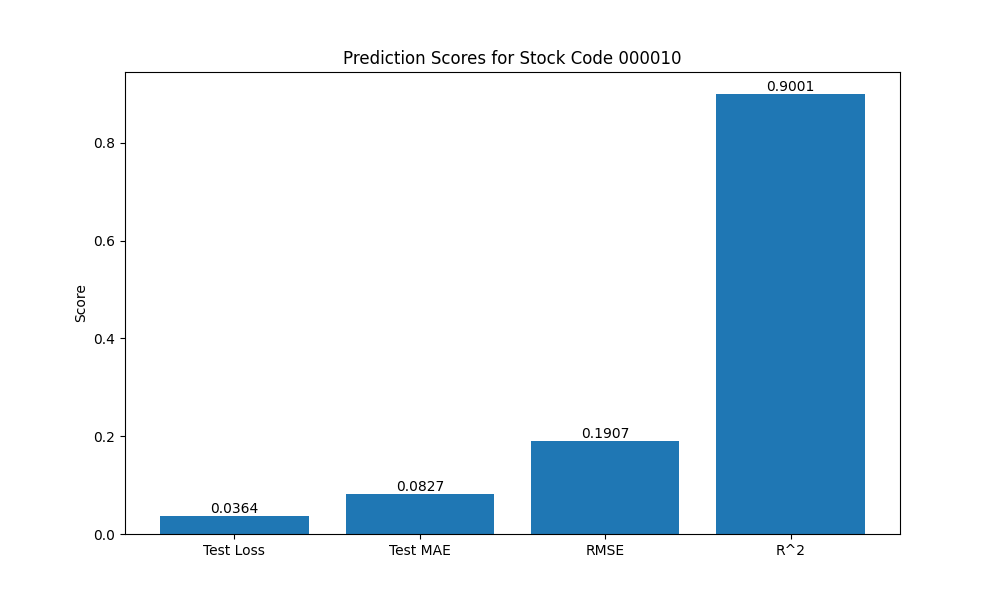 Prediction Scores for Stock Code 000010
0.9001
0.8
0.6
Score
0.4
0.2
0.1907
0.0827
0.0364
0.0
Test Loss
Test MAE
RMSE
R^2